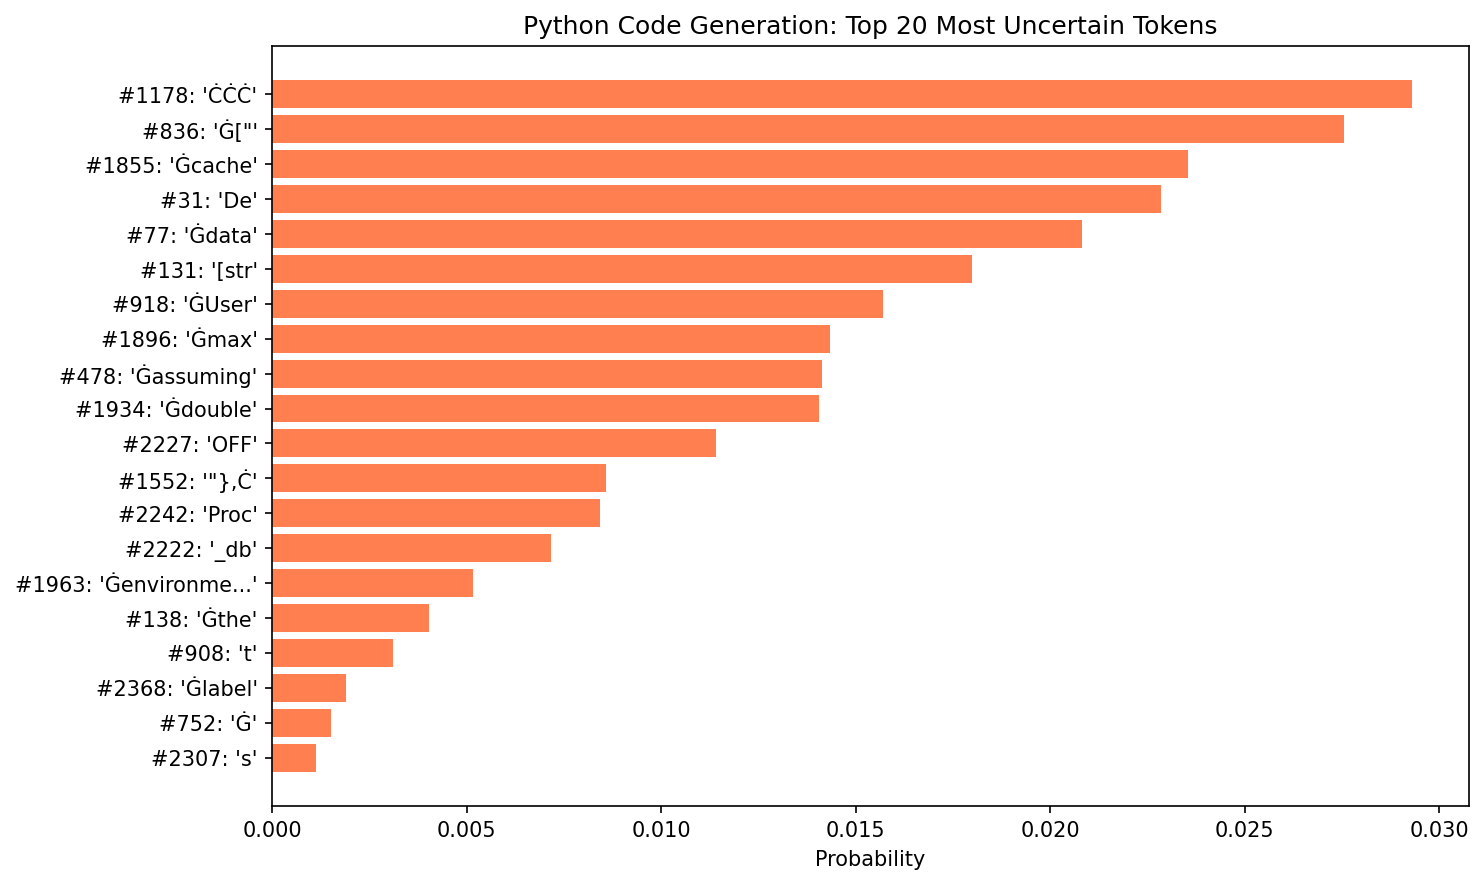 Python Code Generation: Top 20 Most Uncertain Tokens
#1178: 'ĊĊĊ'
#836: 'Ġ["'
#1855: 'Ġcache'
#31: 'De'
#77: 'Ġdata'
#131: '[str'
#918: 'ĠUser'
#1896: 'Ġmax'
#478: 'Ġassuming'
#1934: 'Ġdouble'
#2227: 'OFF'
#1552: '"},Ċ'
#2242: 'Proc'
#2222: '_db'
#1963: 'Ġenvironme...'
#138: 'Ġthe'
#908: 't'
#2368: 'Ġlabel'
#752: 'Ġ'
#2307: 's'
0.000 0.005 0.010 0.015 0.020 0.025 0.030
Probability